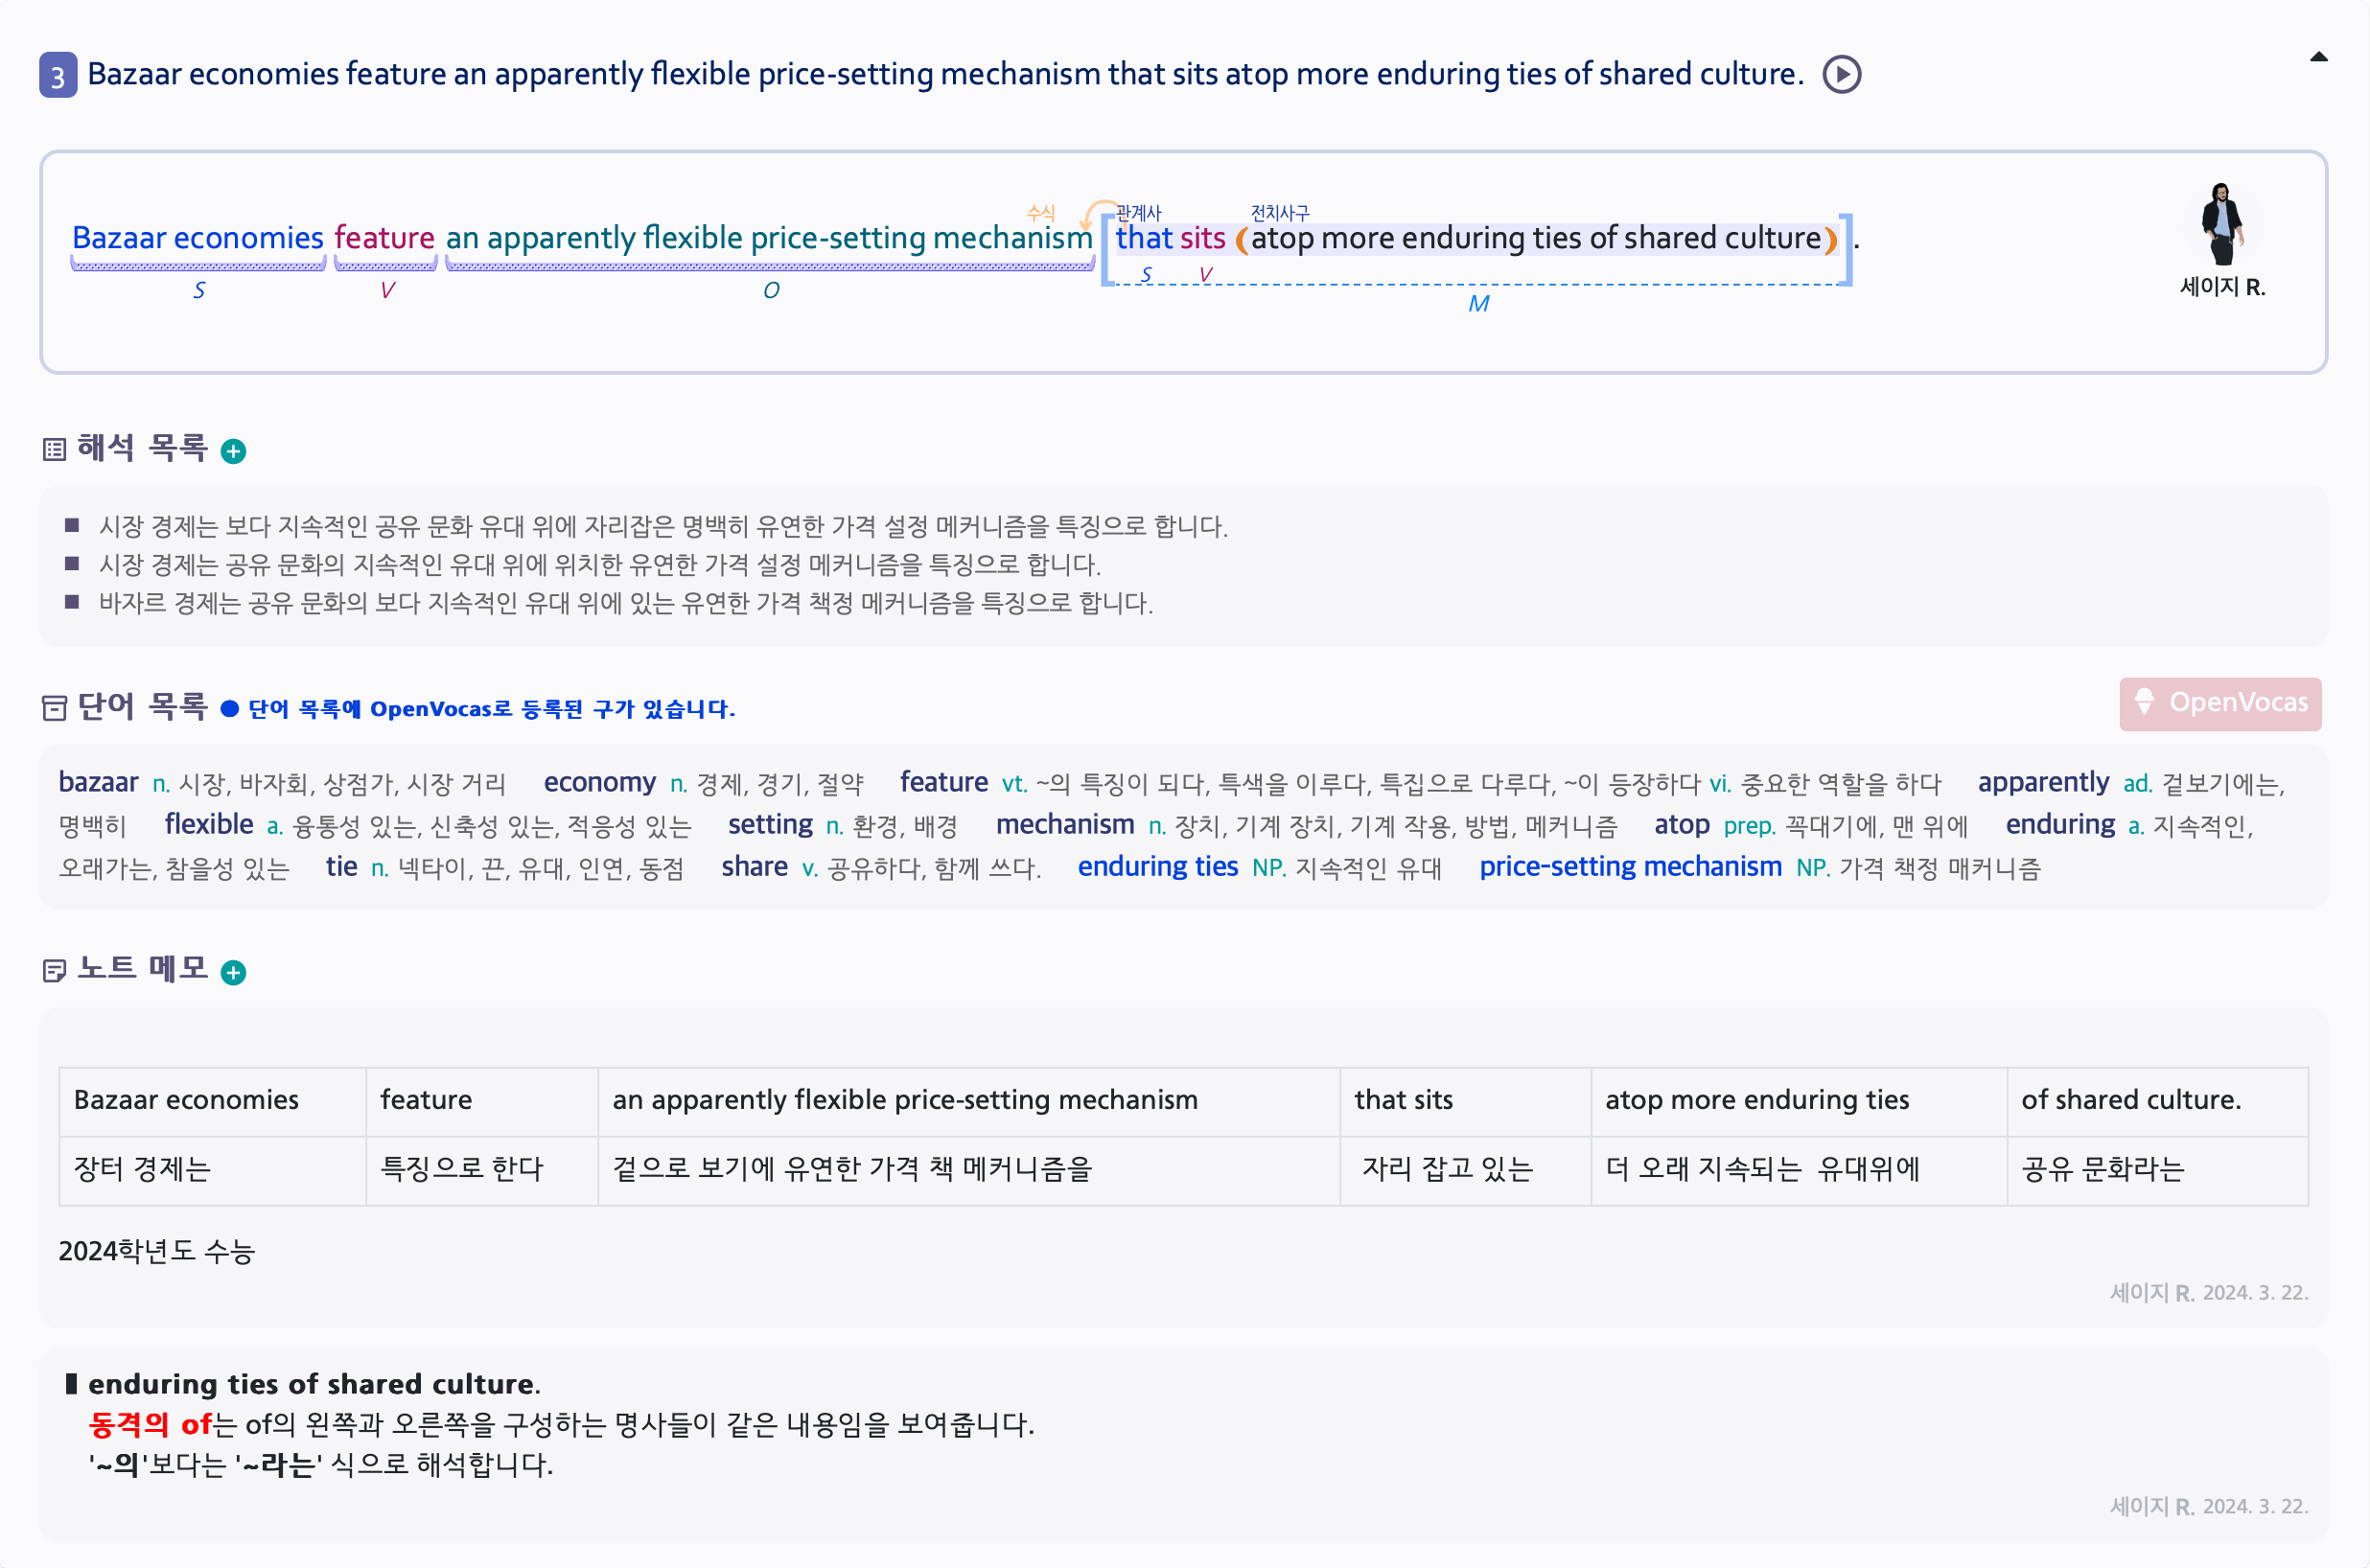 3 Bazaar economies feature an apparently flexible price-setting mechanism that sits atop more enduring ties of shared culture.
수식 관계사 전치사구
Bazaar economies feature an apparently flexible price-setting mechanism [that sits (atop more enduring ties of shared culture)].
S V O S V M
세이지 R.
해석 목록
■ 시장 경제는 보다 지속적인 공유 문화 유대 위에 자리잡은 명백히 유연한 가격 설정 메커니즘을 특징으로 합니다.
■ 시장 경제는 공유 문화의 지속적인 유대 위에 위치한 유연한 가격 설정 메커니즘을 특징으로 합니다.
■ 바자르 경제는 공유 문화의 보다 지속적인 유대 위에 있는 유연한 가격 책정 메커니즘을 특징으로 합니다.
단어 목록 ● 단어 목록에 OpenVocas로 등록된 구가 있습니다.
OpenVocas
bazaar n. 시장, 바자회, 상점가, 시장 거리 economy n. 경제, 경기, 절약 feature vt. ~의 특징이 되다, 특색을 이루다, 특집으로 다루다, ~이 등장하다 vi. 중요한 역할을 하다 apparently ad. 겉보기에는,
명백히 flexible a. 융통성 있는, 신축성 있는, 적응성 있는 setting n. 환경, 배경 mechanism n. 장치, 기계 장치, 기계 작용, 방법, 메커니즘 atop prep. 꼭대기에, 맨 위에 enduring a. 지속적인,
오래가는, 참을성 있는 tie n. 넥타이, 끈, 유대, 인연, 동점 share v. 공유하다, 함께 쓰다. enduring ties NP. 지속적인 유대 price-setting mechanism NP. 가격 책정 매커니즘
노트 메모
Bazaar economies feature an apparently flexible price-setting mechanism that sits atop more enduring ties of shared culture.
장터 경제는 특징으로 한다 겉으로 보기에 유연한 가격 책 메커니즘을 자리 잡고 있는 더 오래 지속되는 유대위에 공유 문화라는
2024학년도 수능
세이지 R. 2024. 3. 22.
▮ enduring ties of shared culture.
동격의 of는 of의 왼쪽과 오른쪽을 구성하는 명사들이 같은 내용임을 보여줍니다.
'~의'보다는 '~라는' 식으로 해석합니다.
세이지 R. 2024. 3. 22.